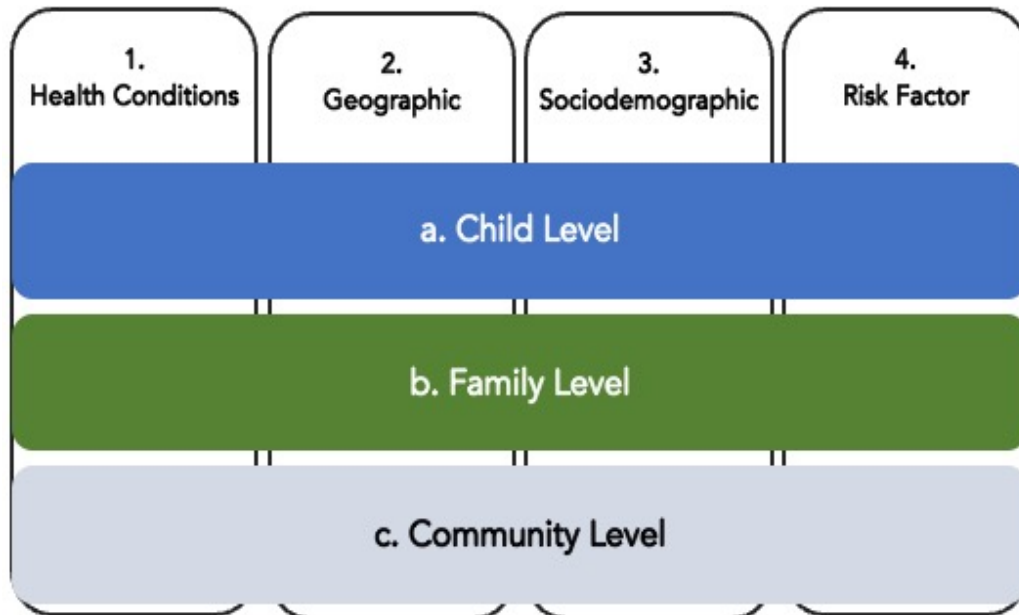 1.
Health Conditions
2.
Geographic
3.
Sociodemographic
4.
Risk Factor
a. Child Level
b. Family Level
c. Community Level